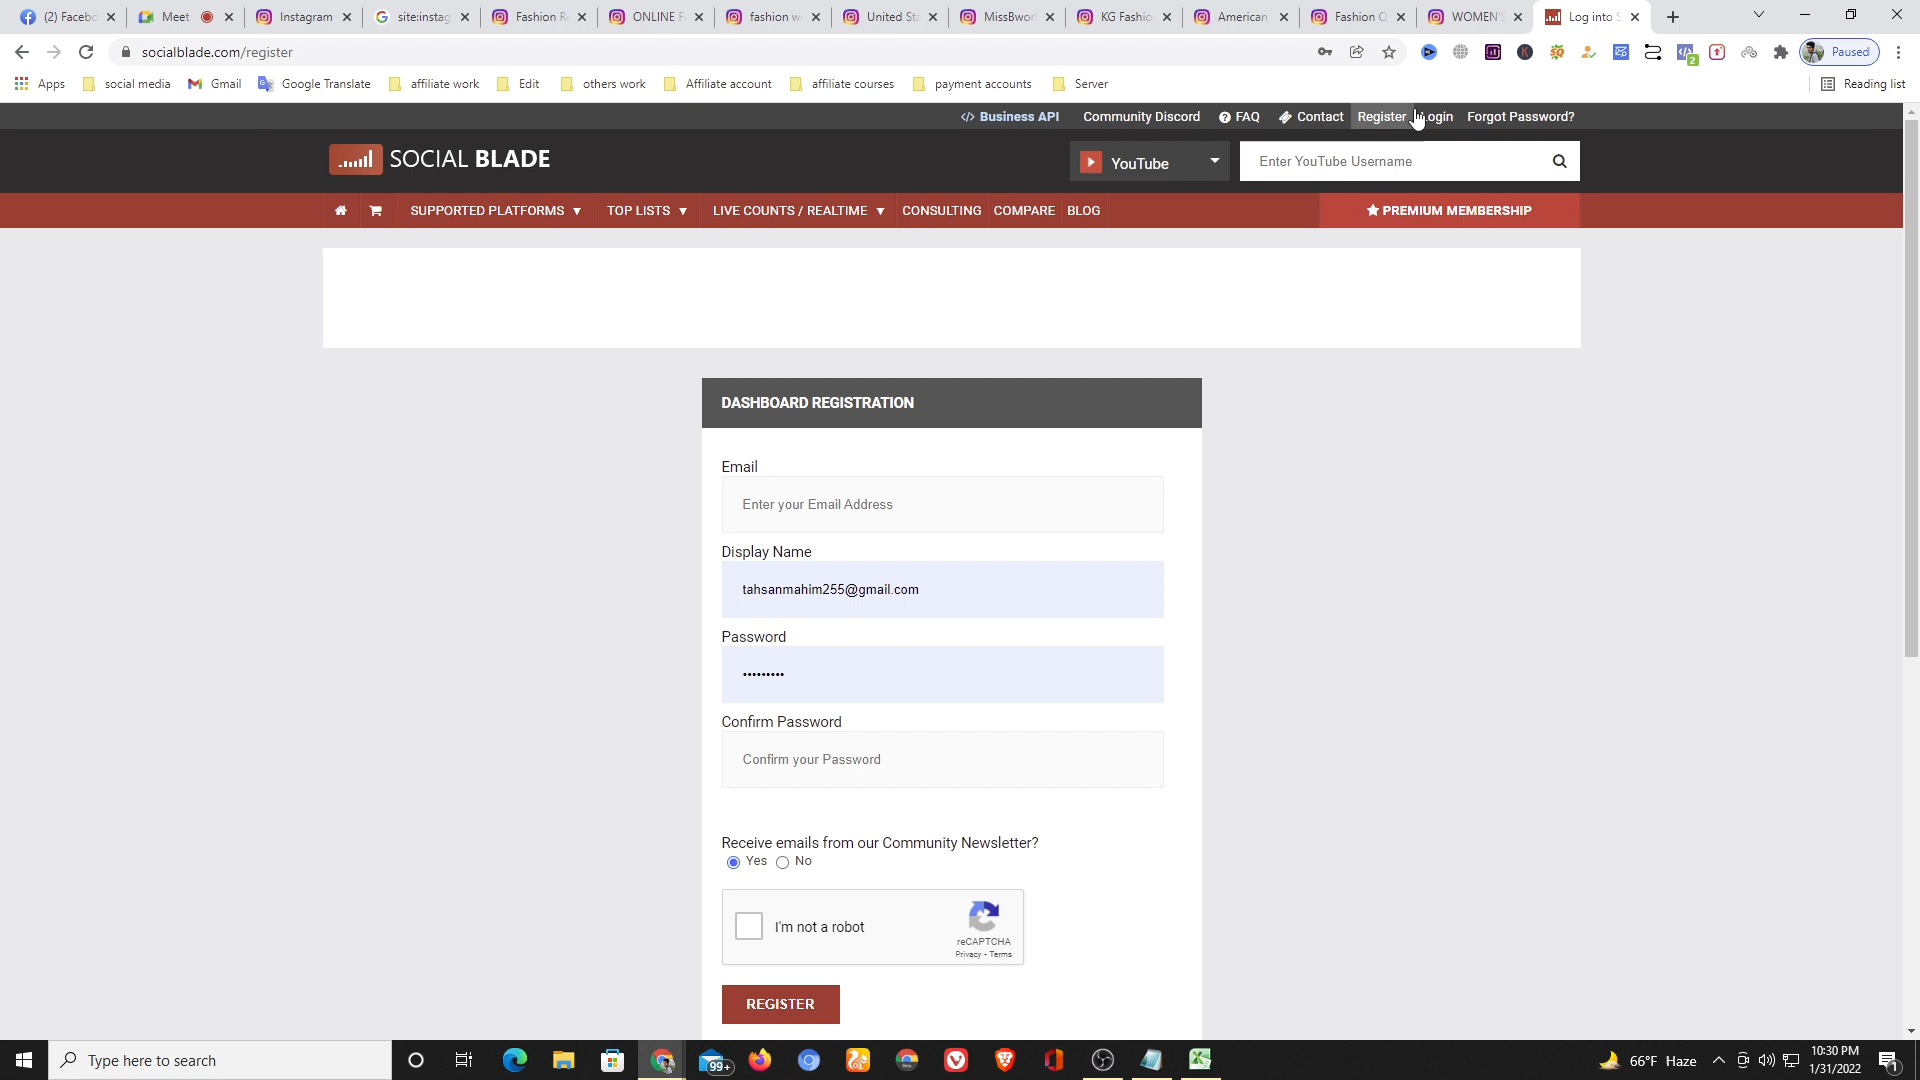 (2) Facebo
Meet
Instagram
site:instag
Fashion R
ONLINE F
fashion w
United Sta
MissBwor
KG Fashio
American
Fashion Q
WOMEN'S
Log into S
socialblade.com/register
Paused
Apps
social media
Gmail
Google Translate
affiliate work
Edit
others work
Affiliate account
affiliate courses
payment accounts
Server
Reading list
</> Business API
Community Discord
FAQ
Contact
Register
Login
Forgot Password?
SOCIAL BLADE
YouTube
Enter YouTube Username
SUPPORTED PLATFORMS
TOP LISTS
LIVE COUNTS / REALTIME
CONSULTING
COMPARE
BLOG
PREMIUM MEMBERSHIP
DASHBOARD REGISTRATION
Email
Enter your Email Address
Display Name
tahsanmahim255@gmail.com
Password
•••••••••
Confirm Password
Confirm your Password
Receive emails from our Community Newsletter?
Yes No
I'm not a robot
reCAPTCHA
Privacy - Terms
REGISTER
Type here to search
99+
66°F Haze
10:30 PM
1/31/2022
1